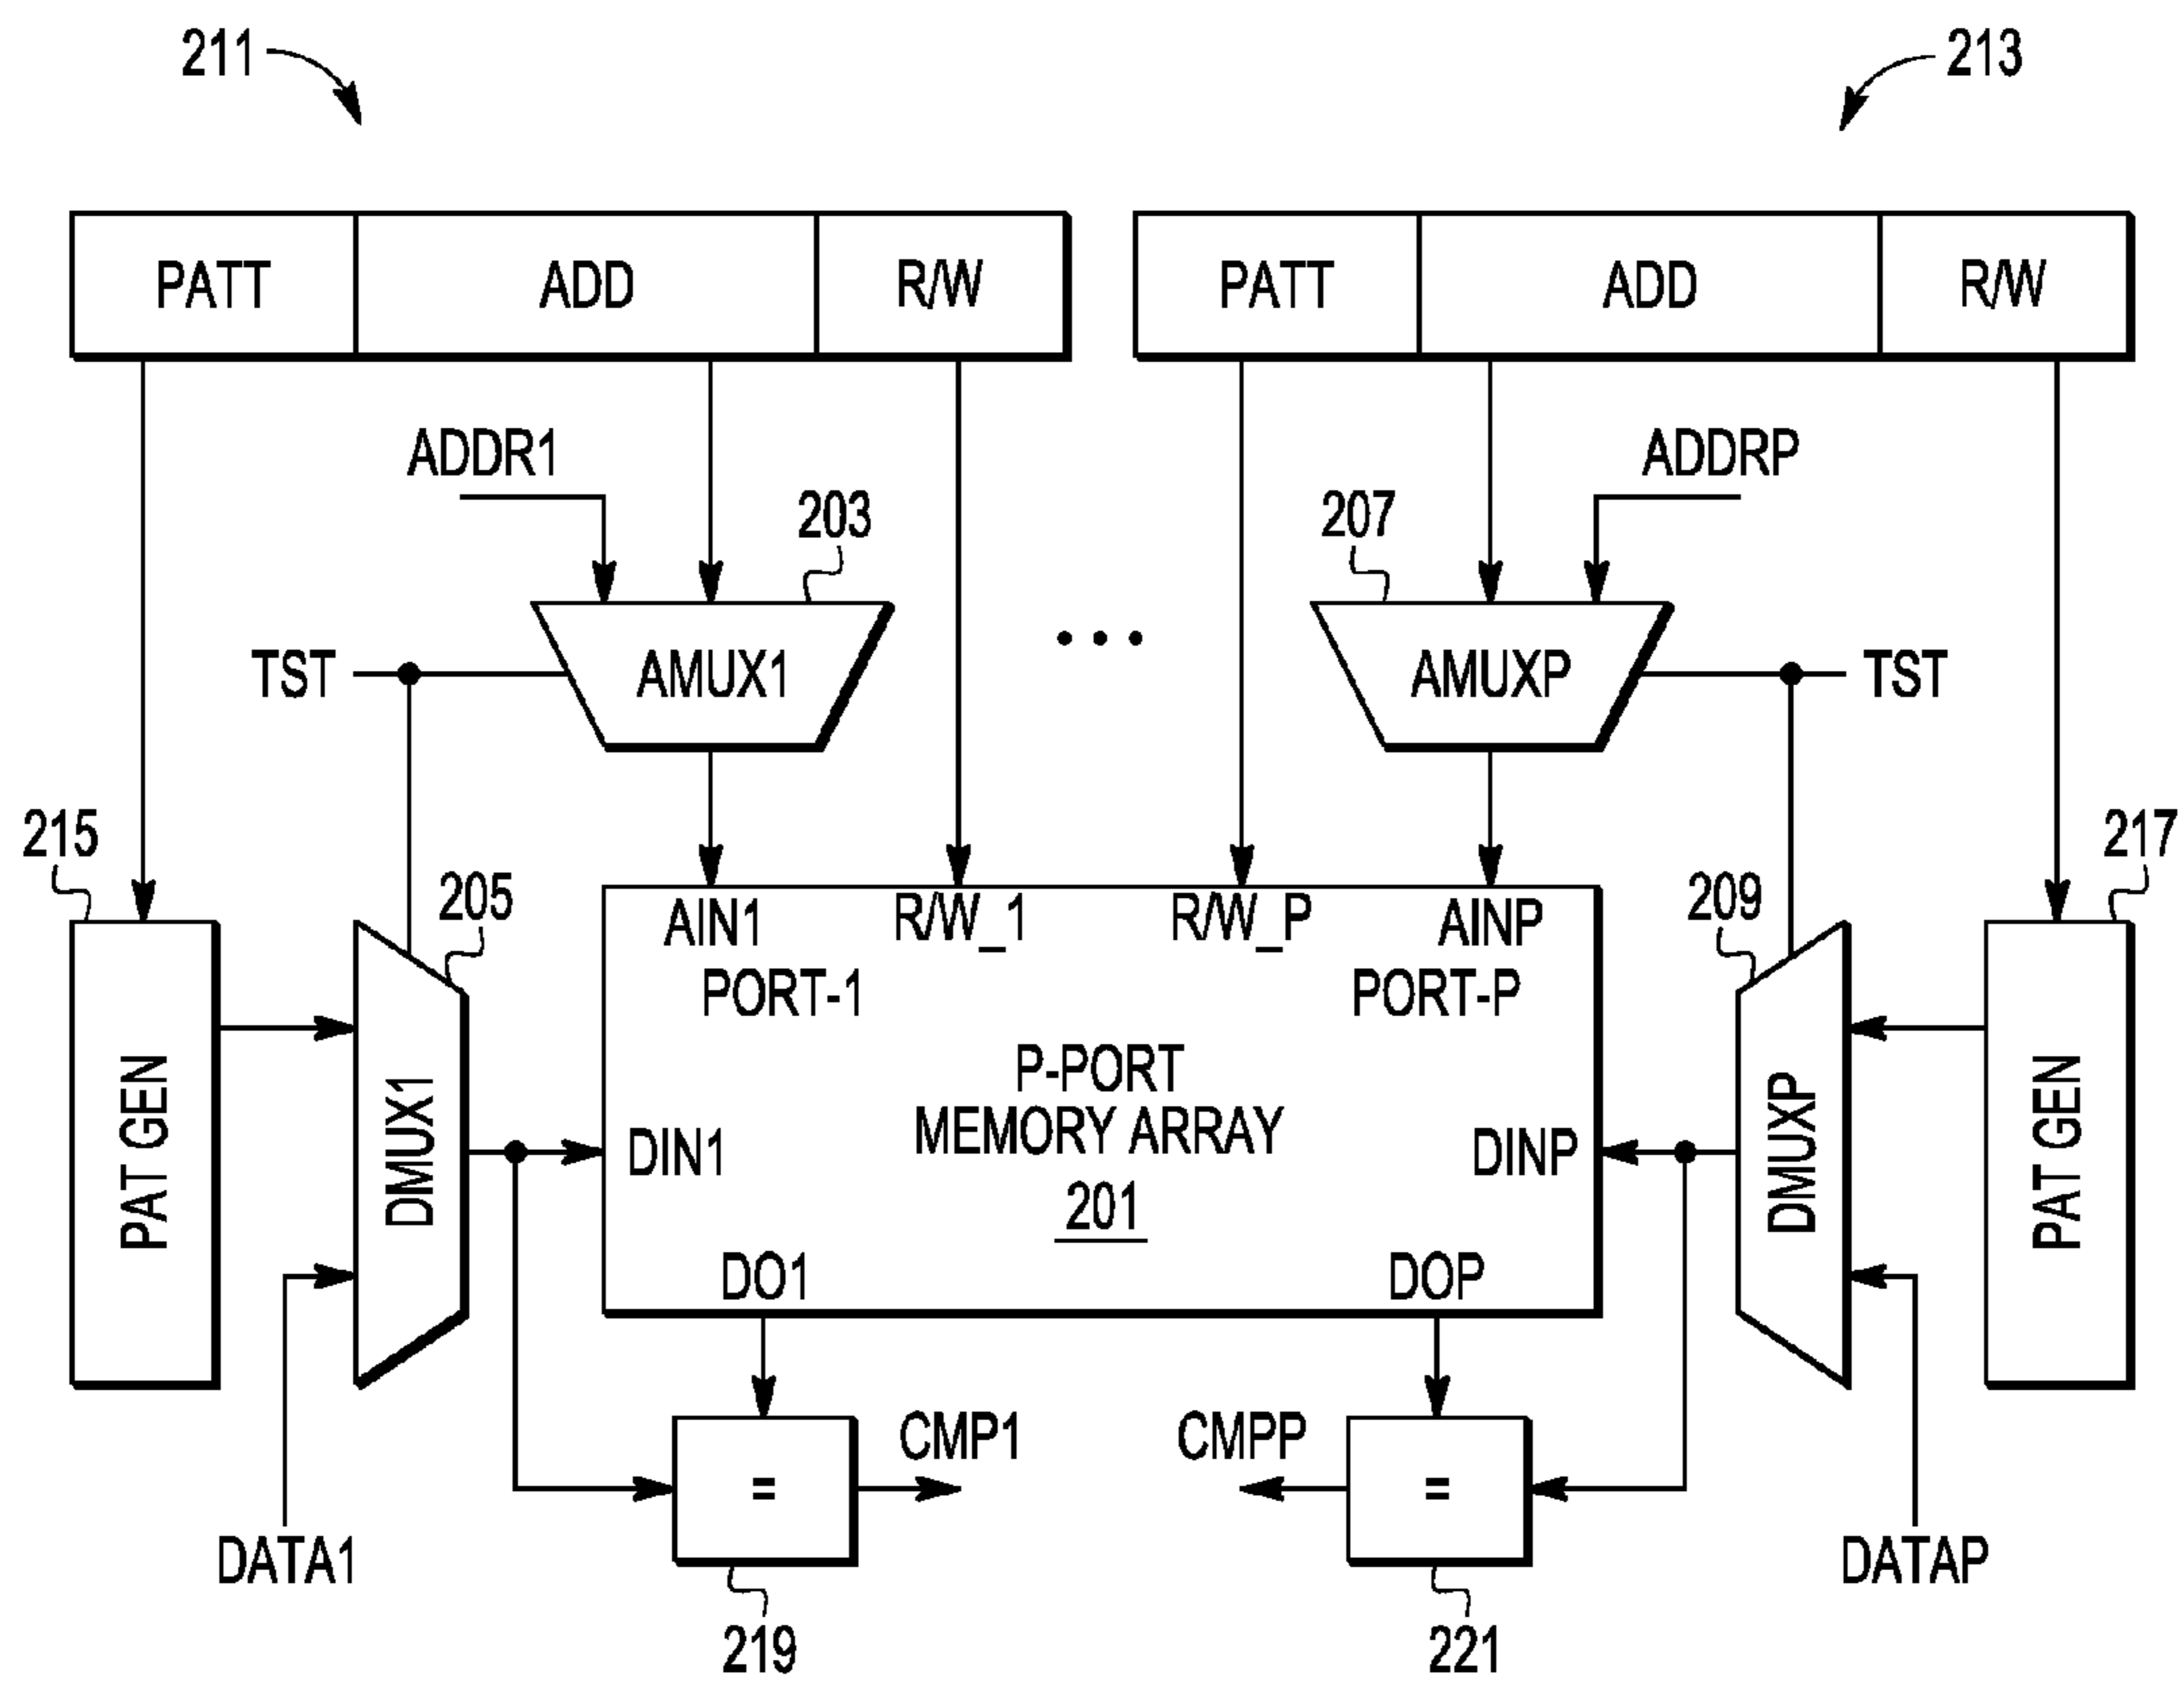 211
213
PATT ADD R/W
PATT ADD R/W
ADDR1
ADDRP
203
207
TST
AMUX1
AMUXP
TST
215
217
205
209
AIN1
R/W_1
R/W_P
AINP
PORT-1
PORT-P
PAT GEN
DMUX1
P-PORT
MEMORY ARRAY
201
DIN1
DINP
DMUXP
PAT GEN
DO1
DOP
CMP1
CMPP
=
=
DATA1
DATAP
219
221